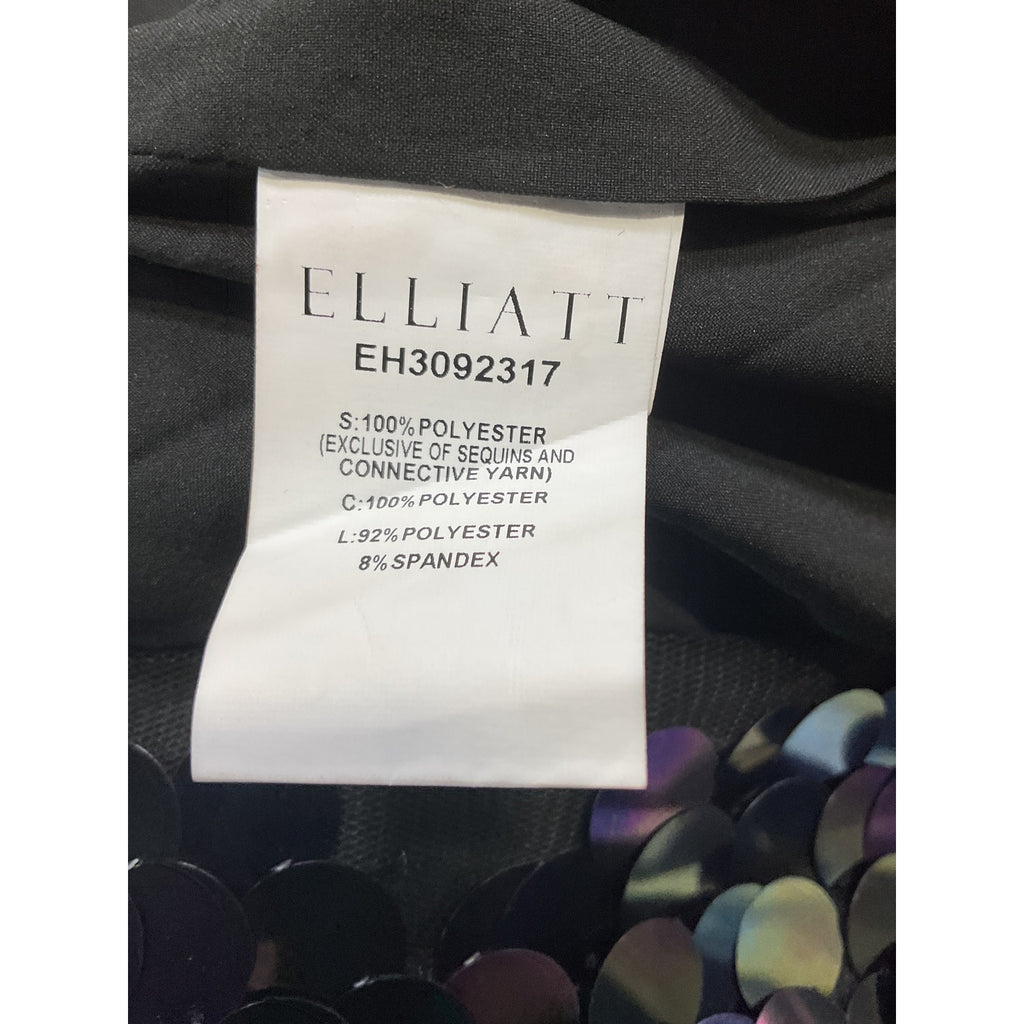 ELLIATT
EH3092317
S:100% POLYESTER
(EXCLUSIVE OF SEQUINS AND
CONNECTIVE YARN)
C:100% POLYESTER
L:92% POLYESTER
8% SPANDEX